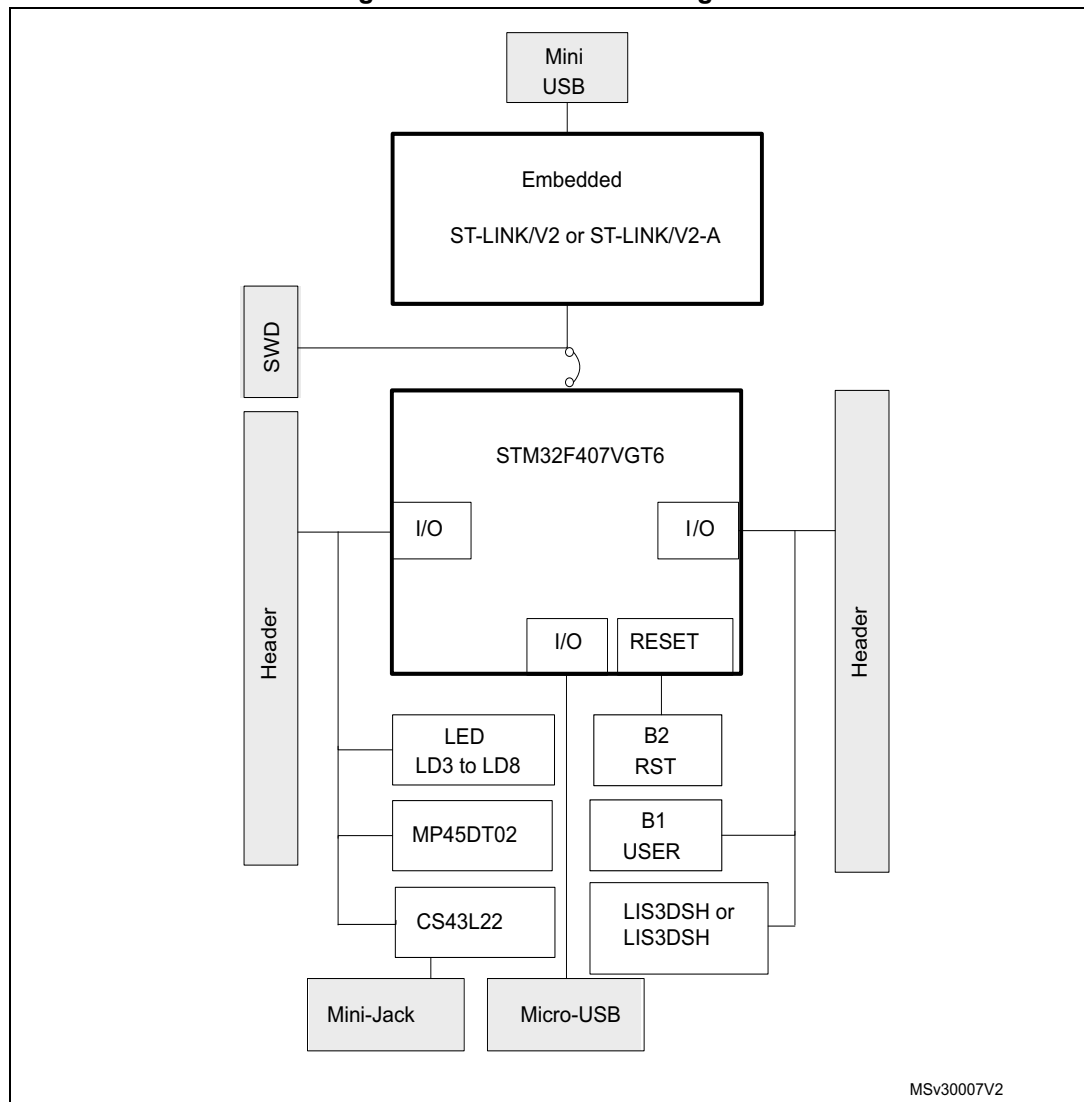 Mini
USB
Embedded
ST-LINK/V2 or ST-LINK/V2-A
SWD
STM32F407VGT6
I/O
I/O
Header
Header
I/O
RESET
LED
LD3 to LD8
B2
RST
MP45DT02
B1
USER
CS43L22
LIS3DSH or
LIS3DSH
Mini-Jack
Micro-USB
MSv30007V2